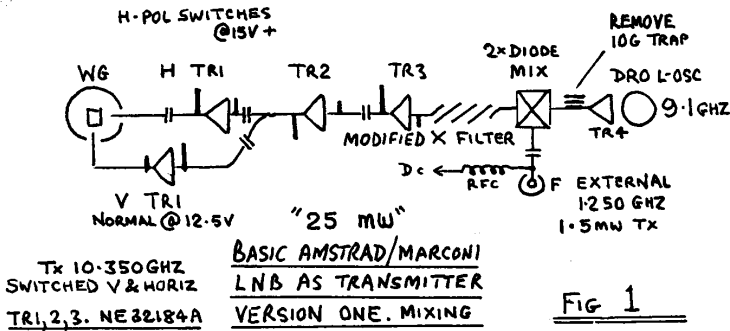 H-POL SWITCHES
@15V +
REMOVE
10G TRAP
2×DIODE
MIX
DRO L-OSC
WG
H TR1
TR2
TR3
9.1GHZ
TR4
MODIFIED X FILTER
DC
RFC
F EXTERNAL
1.250 GHZ
1.5MW TX
V TR1
NORMAL @ 12.5V
"25 mW"
BASIC AMSTRAD/MARCONI
LNB AS TRANSMITTER
VERSION ONE. MIXING
Tx 10.350GHZ
SWITCHED V & HORIZ
TR1,2,3. NE32184A
FIG 1